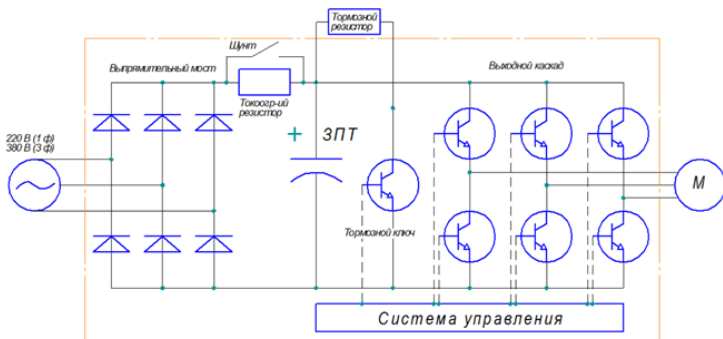 Тормозной
резистор
Шунт
Выпрямительный мост
Выходной каскад
Токоогр-ий
резистор
220 В (1 ф)
380 В (3 ф)
+ ЗПТ
М
Тормозной ключ
Система управления